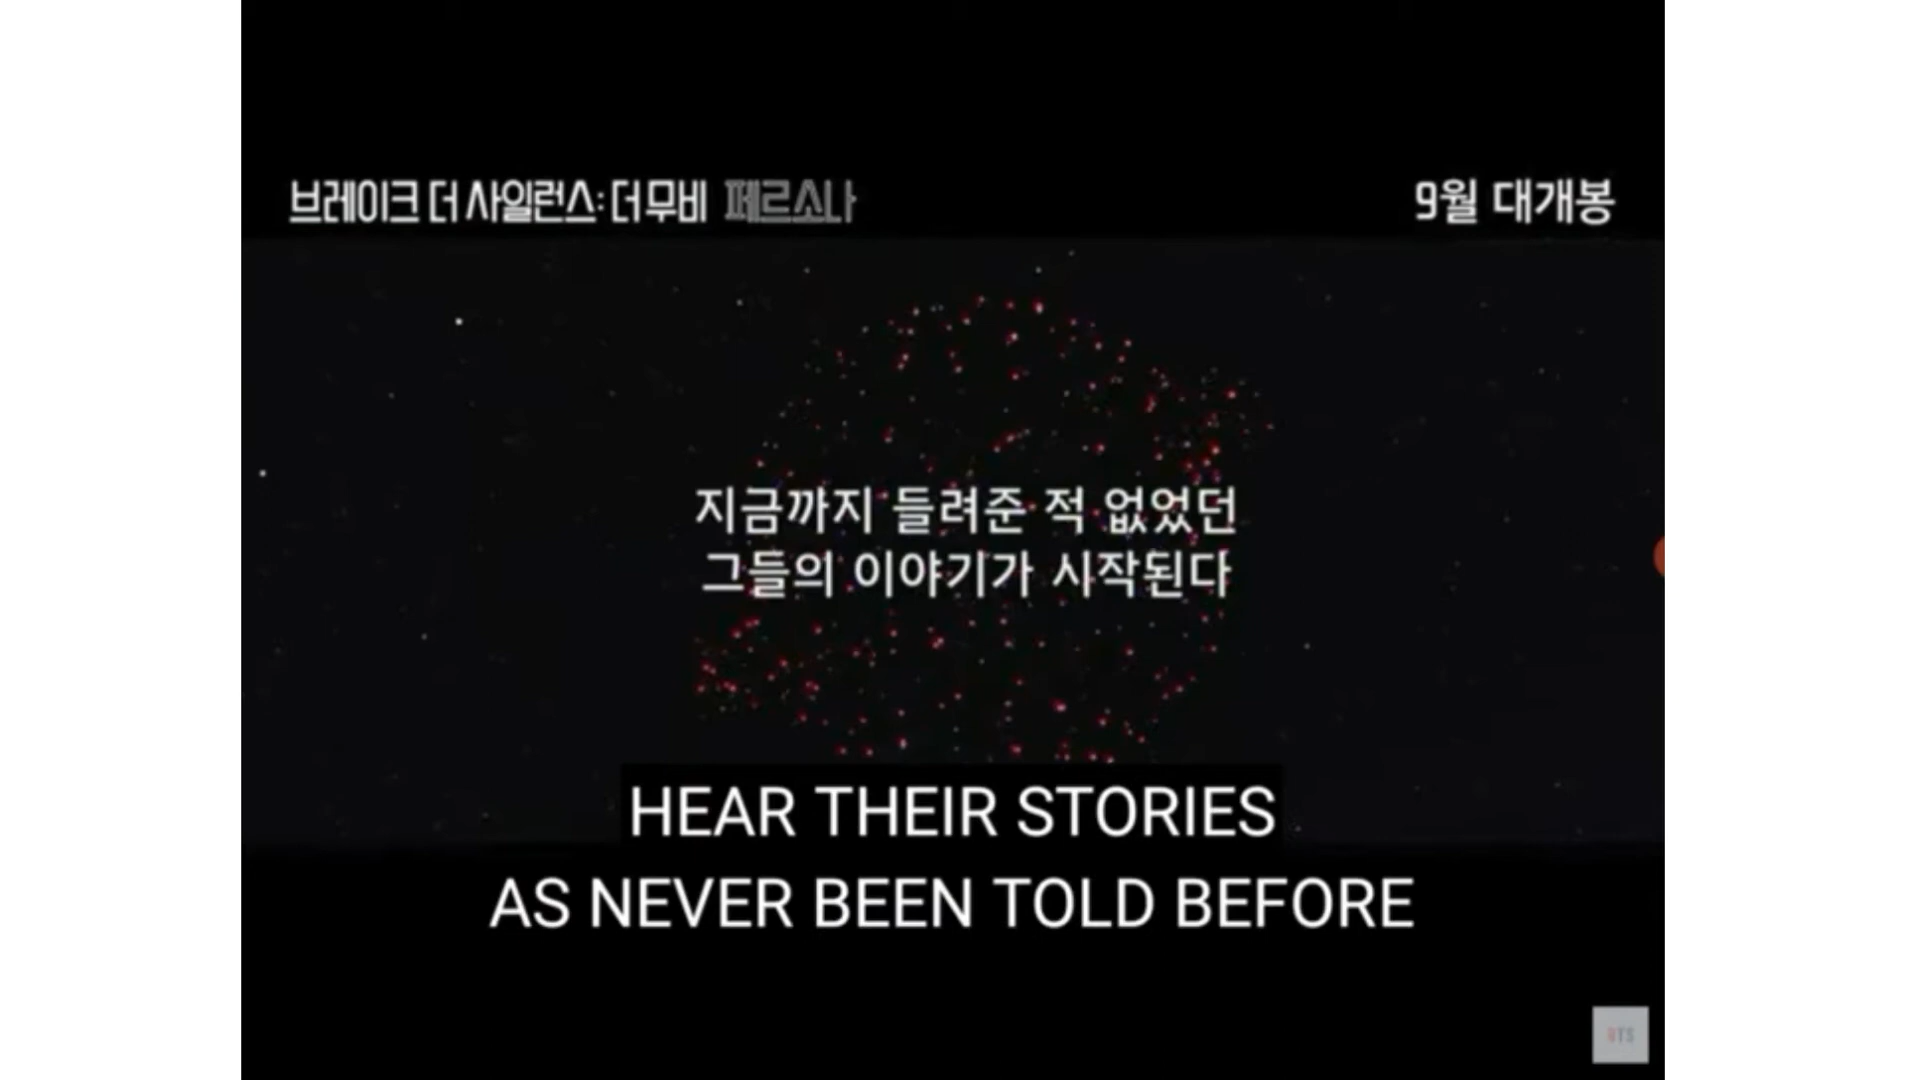 브레이크 더 사일런스: 더 무비 페르소나
9월 대개봉
지금까지 들려준 적 없었던
그들의 이야기가 시작된다
HEAR THEIR STORIES
AS NEVER BEEN TOLD BEFORE
BTS